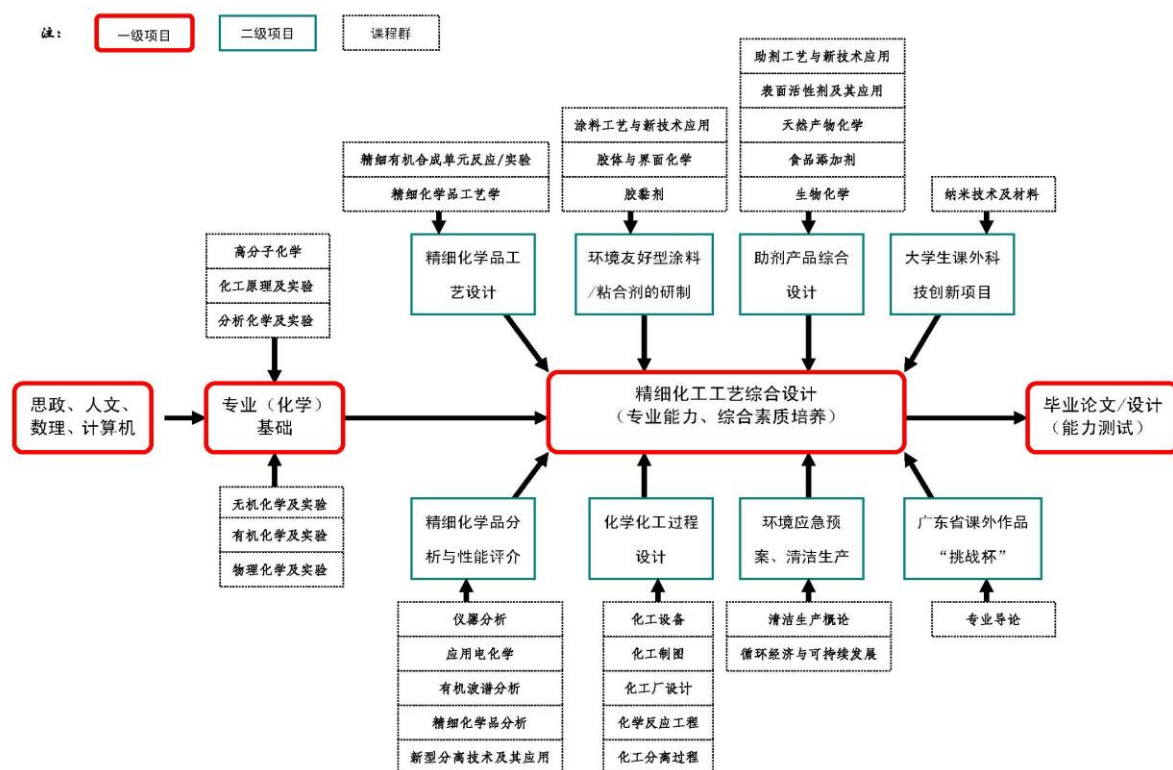 注：
一级项目
二级项目
课程群
助剂工艺与新技术应用
表面活性剂及其应用
天然产物化学
食品添加剂
生物化学
涂料工艺与新技术应用
胶体与界面化学
胶黏剂
精细有机合成单元反应/实验
精细化学品工艺学
纳米技术及材料
高分子化学
化工原理及实验
分析化学及实验
精细化学品工
艺设计
环境友好型涂料
/粘合剂的研制
助剂产品综合
设计
大学生课外科
技创新项目
思政、人文、
数理、计算机
专业（化学）
基础
精细化工工艺综合设计
（专业能力、综合素质培养）
毕业论文/设计
（能力测试）
无机化学及实验
有机化学及实验
物理化学及实验
精细化学品分
析与性能评介
化学化工过程
设计
环境应急预
案、清洁生产
广东省课外作品
“挑战杯”
仪器分析
应用电化学
有机波谱分析
精细化学品分析
新型分离技术及其应用
化工设备
化工制图
化工厂设计
化学反应工程
化工分离过程
清洁生产概论
循环经济与可持续发展
专业导论